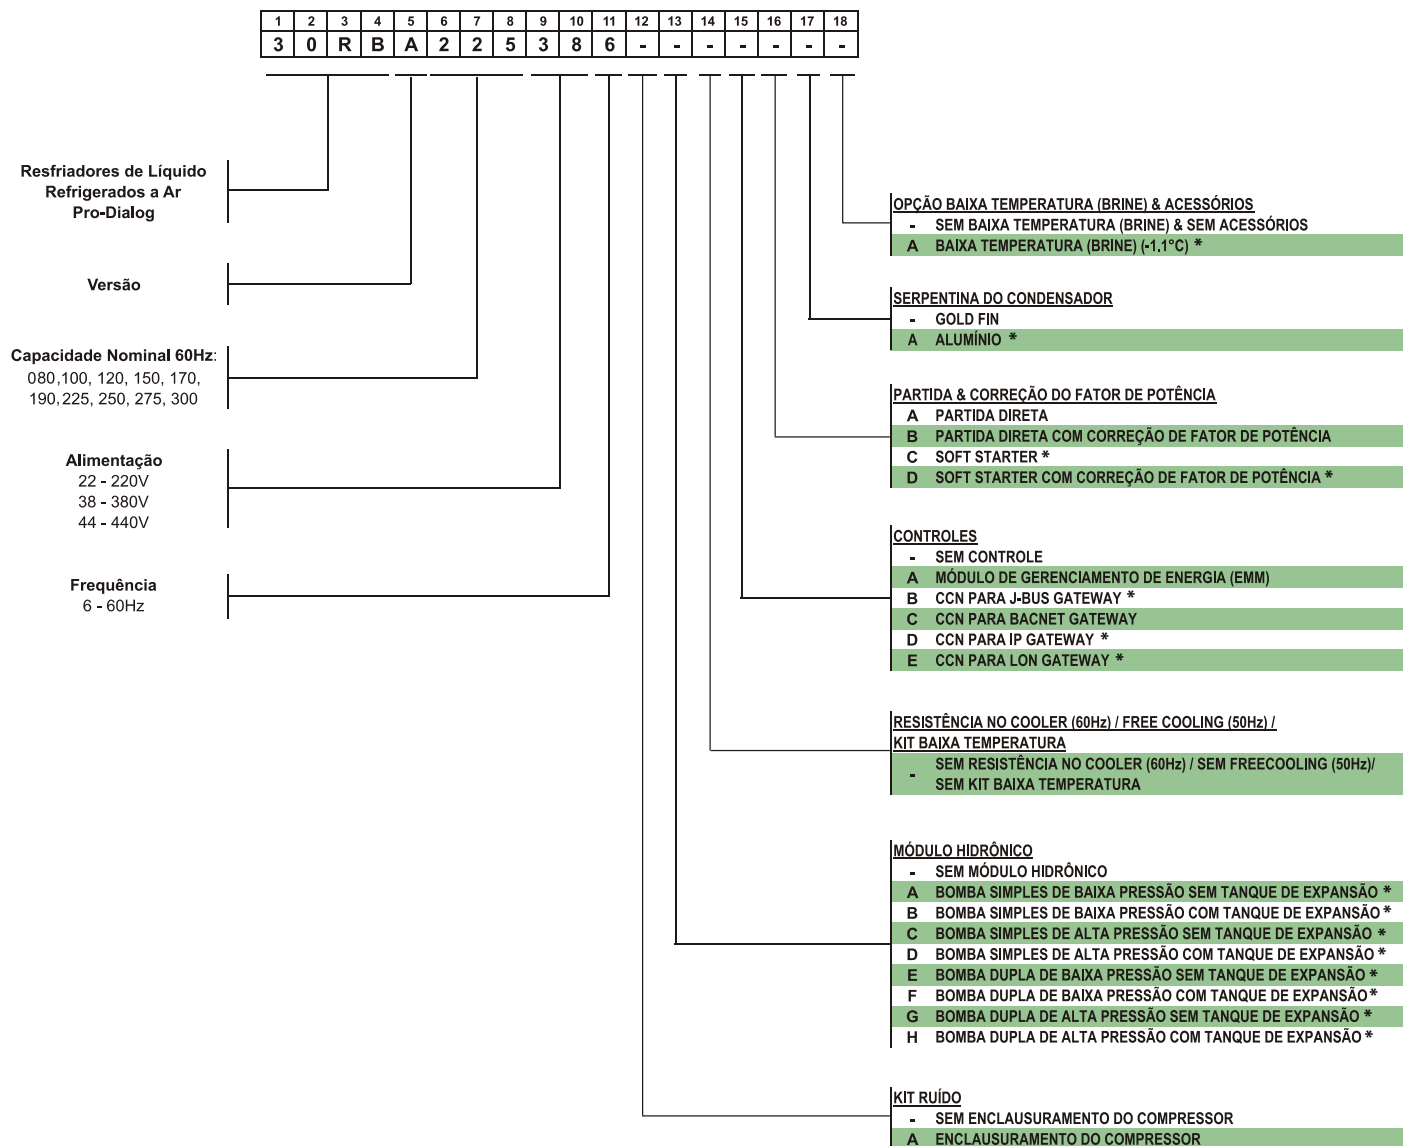 1 2 3 4 5 6 7 8 9 10 11 12 13 14 15 16 17 18
3 0 R B A 2 2 5 3 8 6 - - - - - - -
Resfriadores de Líquido
Refrigerados a Ar
Pro-Dialog
Versão
Capacidade Nominal 60Hz:
080,100, 120, 150, 170,
190,225, 250, 275, 300
Alimentação
22 - 220V
38 - 380V
44 - 440V
Frequência
6 - 60Hz
OPÇÃO BAIXA TEMPERATURA (BRINE) & ACESSÓRIOS
- SEM BAIXA TEMPERATURA (BRINE) & SEM ACESSÓRIOS
A BAIXA TEMPERATURA (BRINE) (-1.1°C) *
SERPENTINA DO CONDENSADOR
- GOLD FIN
A ALUMÍNIO *
PARTIDA & CORREÇÃO DO FATOR DE POTÊNCIA
A PARTIDA DIRETA
B PARTIDA DIRETA COM CORREÇÃO DE FATOR DE POTÊNCIA
C SOFT STARTER *
D SOFT STARTER COM CORREÇÃO DE FATOR DE POTÊNCIA *
CONTROLES
- SEM CONTROLE
A MÓDULO DE GERENCIAMENTO DE ENERGIA (EMM)
B CCN PARA J-BUS GATEWAY *
C CCN PARA BACNET GATEWAY
D CCN PARA IP GATEWAY *
E CCN PARA LON GATEWAY *
RESISTÊNCIA NO COOLER (60Hz) / FREE COOLING (50Hz) /
KIT BAIXA TEMPERATURA
- SEM RESISTÊNCIA NO COOLER (60Hz) / SEM FREECOOLING (50Hz)/
SEM KIT BAIXA TEMPERATURA
MÓDULO HIDRÔNICO
- SEM MÓDULO HIDRÔNICO
A BOMBA SIMPLES DE BAIXA PRESSÃO SEM TANQUE DE EXPANSÃO *
B BOMBA SIMPLES DE BAIXA PRESSÃO COM TANQUE DE EXPANSÃO *
C BOMBA SIMPLES DE ALTA PRESSÃO SEM TANQUE DE EXPANSÃO *
D BOMBA SIMPLES DE ALTA PRESSÃO COM TANQUE DE EXPANSÃO *
E BOMBA DUPLA DE BAIXA PRESSÃO SEM TANQUE DE EXPANSÃO *
F BOMBA DUPLA DE BAIXA PRESSÃO COM TANQUE DE EXPANSÃO *
G BOMBA DUPLA DE ALTA PRESSÃO SEM TANQUE DE EXPANSÃO *
H BOMBA DUPLA DE ALTA PRESSÃO COM TANQUE DE EXPANSÃO *
KIT RUÍDO
- SEM ENCLAUSURAMENTO DO COMPRESSOR
A ENCLAUSURAMENTO DO COMPRESSOR